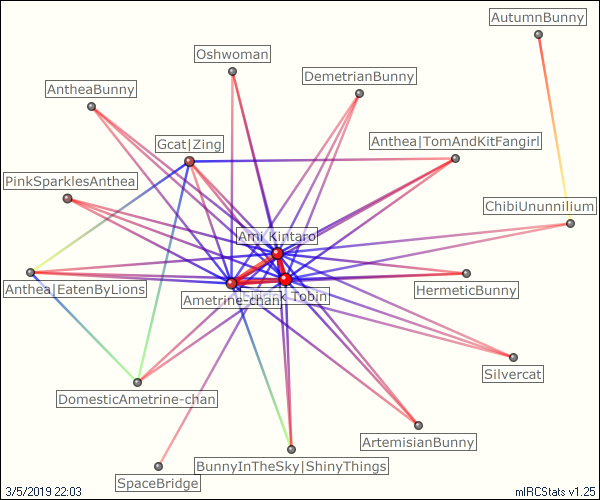 AutumnBunny
Oshwoman
DemetrianBunny
AntheaBunny
Gcat|Zing
Anthea|TomAndKitFangirl
PinkSparklesAnthea
ChibiUnunnilium
Ami Kintaro
Anthea|EatenByLions
Ametrine-chan
Tobin
HermeticBunny
Silvercat
DomesticAmetrine-chan
ArtemisianBunny
BunnyInTheSky|ShinyThings
SpaceBridge
3/5/2019 22:03
mIRCStats v1.25